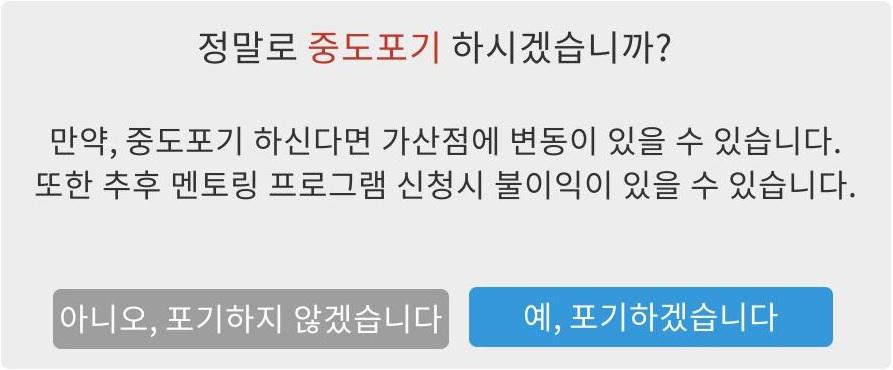 정말로 중도포기 하시겠습니까?
만약, 중도포기 하신다면 가산점에 변동이 있을 수 있습니다.
또한 추후 멘토링 프로그램 신청시 불이익이 있을 수 있습니다.
아니오, 포기하지 않겠습니다
예, 포기하겠습니다